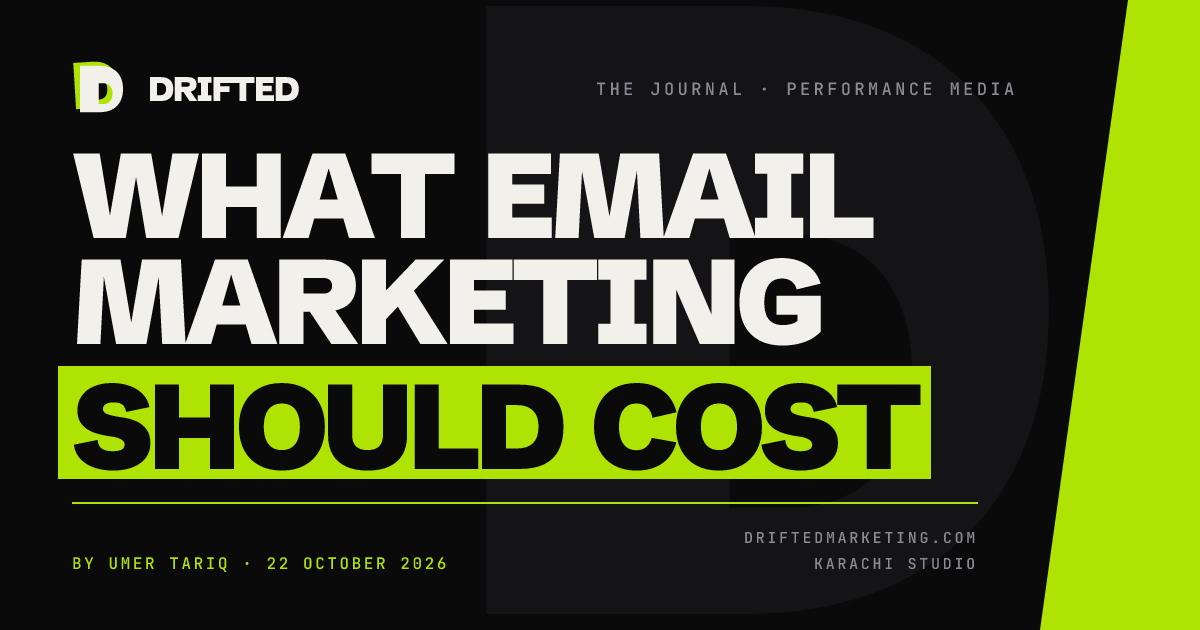 D DRIFTED
THE JOURNAL · PERFORMANCE MEDIA
WHAT EMAIL
MARKETING
SHOULD COST
DRIFTEDMARKETING.COM
BY UMER TARIQ · 22 OCTOBER 2026
KARACHI STUDIO